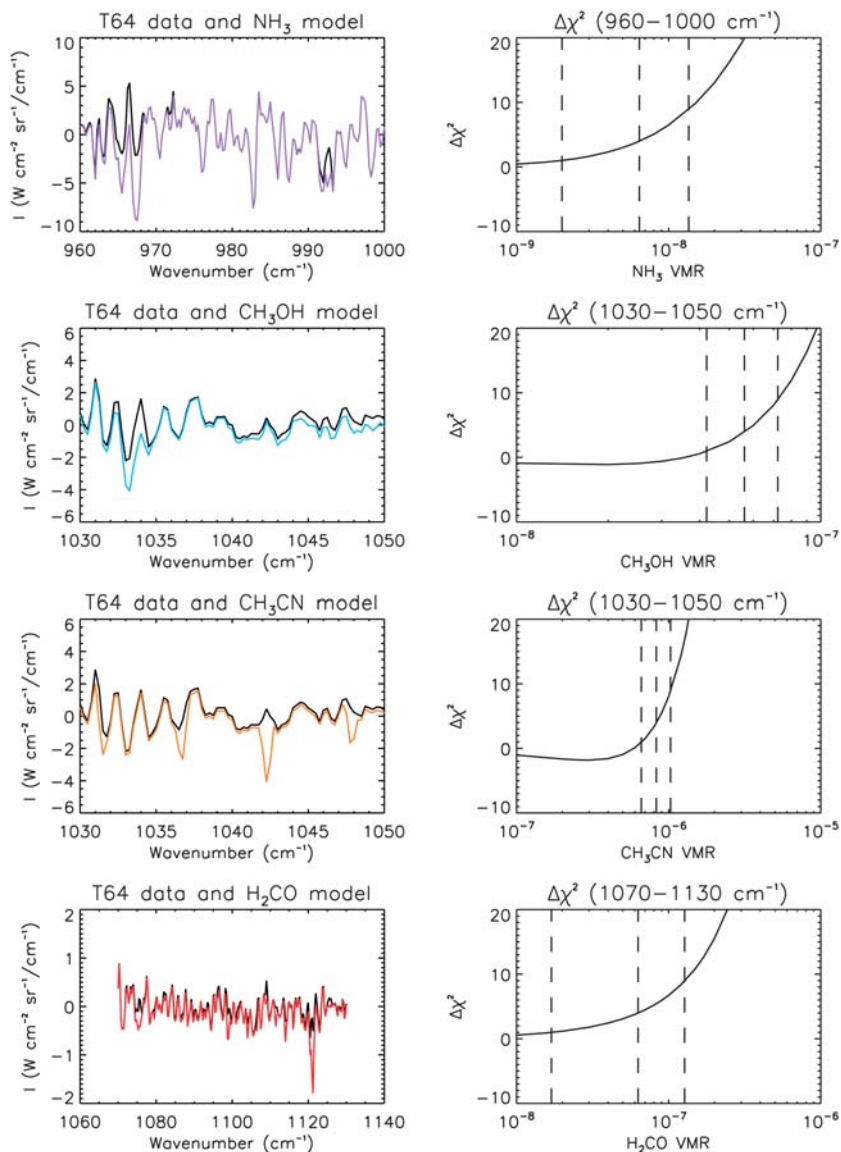 T64 data and NH₃ model
I (W cm⁻² sr⁻¹/cm⁻¹)
10
5
0
−5
−10
960 970 980 990 1000
Wavenumber (cm⁻¹)
Δχ² (960−1000 cm⁻¹)
Δχ²
20
10
0
−10
10⁻⁹ 10⁻⁸ 10⁻⁷
NH₃ VMR
T64 data and CH₃OH model
I (W cm⁻² sr⁻¹/cm⁻¹)
6
4
2
0
−2
−4
−6
1030 1035 1040 1045 1050
Wavenumber (cm⁻¹)
Δχ² (1030−1050 cm⁻¹)
Δχ²
20
10
0
−10
10⁻⁸ 10⁻⁷
CH₃OH VMR
T64 data and CH₃CN model
I (W cm⁻² sr⁻¹/cm⁻¹)
6
4
2
0
−2
−4
−6
1030 1035 1040 1045 1050
Wavenumber (cm⁻¹)
Δχ² (1030−1050 cm⁻¹)
Δχ²
20
10
0
−10
10⁻⁷ 10⁻⁶ 10⁻⁵
CH₃CN VMR
T64 data and H₂CO model
I (W cm⁻² sr⁻¹/cm⁻¹)
2
1
0
−1
−2
1060 1080 1100 1120 1140
Wavenumber (cm⁻¹)
Δχ² (1070−1130 cm⁻¹)
Δχ²
20
10
0
−10
10⁻⁸ 10⁻⁷ 10⁻⁶
H₂CO VMR